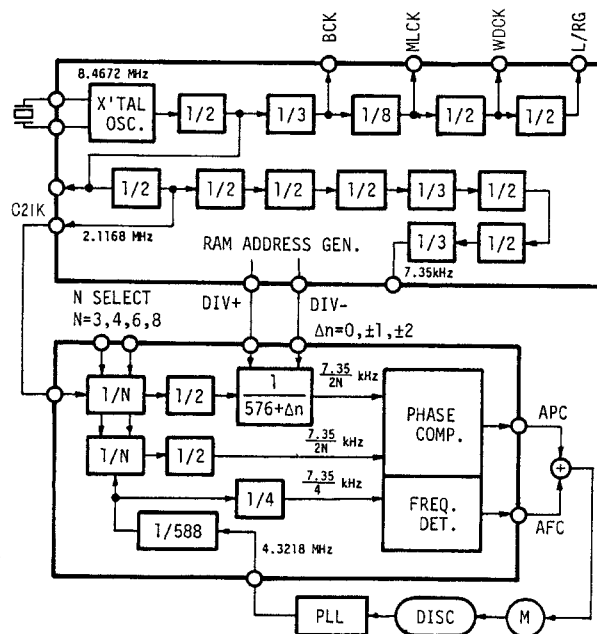 BCK
MLCK
WDCK
L/RG
8.4672 MHz
X'TAL
OSC.
1/2
1/3
1/8
1/2
1/2
1/2
1/2
1/2
1/2
1/3
1/2
C2IK
2.1168 MHz
1/3
1/2
RAM ADDRESS GEN.
7.35kHz
N SELECT
N=3,4,6,8
DIV+
DIV-
Δn=0,±1,±2
1/N
1/2
1
576+Δn
7.35
2N
kHz
PHASE
COMP.
APC
1/N
1/2
7.35
2N
kHz
+
1/4
7.35
4
kHz
FREQ.
DET.
AFC
1/588
4.3218 MHz
PLL
DISC
M